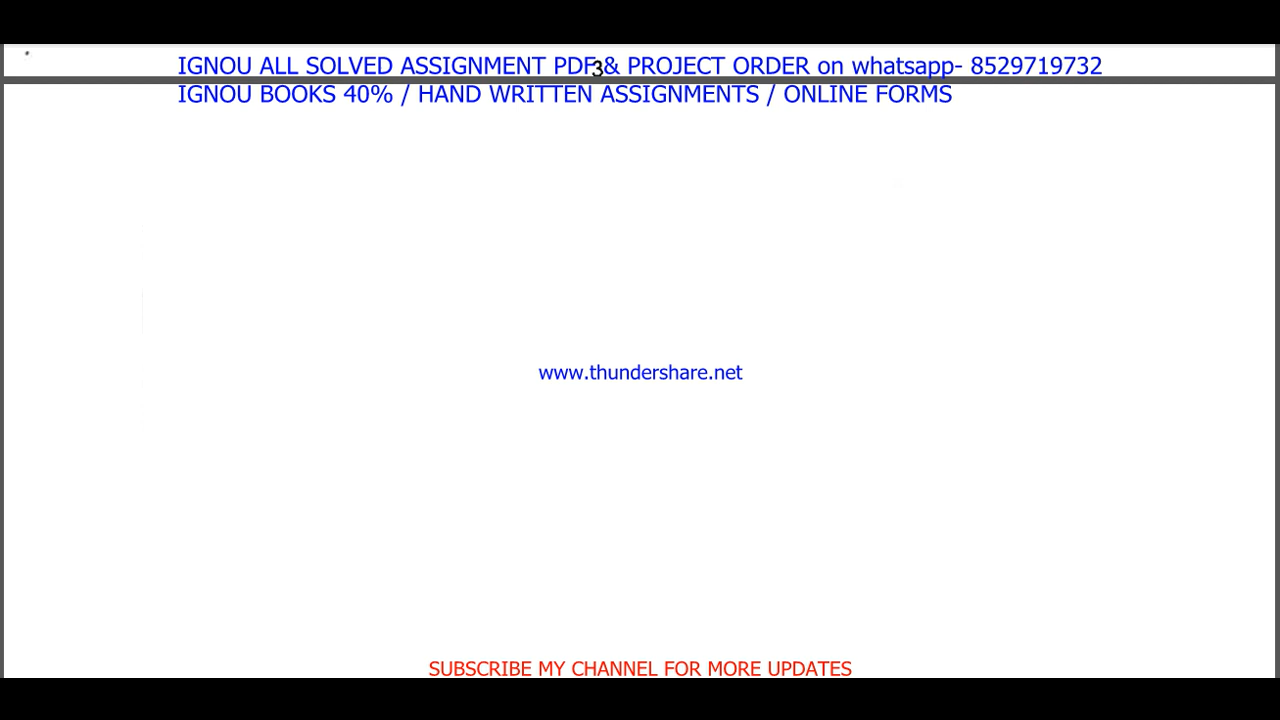 IGNOU ALL SOLVED ASSIGNMENT PDF & PROJECT ORDER on whatsapp- 8529719732
3
IGNOU BOOKS 40% / HAND WRITTEN ASSIGNMENTS / ONLINE FORMS
www.thundershare.net
SUBSCRIBE MY CHANNEL FOR MORE UPDATES